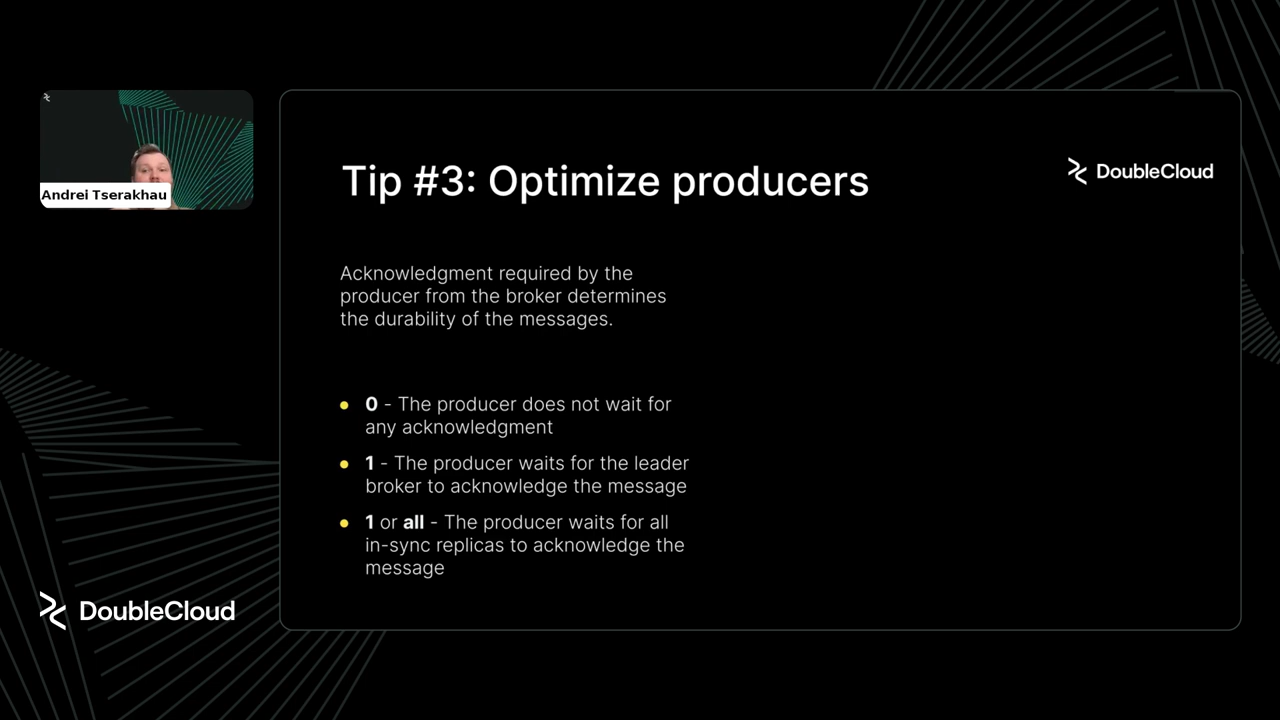 Andrei Tserakhau
Tip #3: Optimize producers
DoubleCloud
Acknowledgment required by the
producer from the broker determines
the durability of the messages.
0 - The producer does not wait for
any acknowledgment
1 - The producer waits for the leader
broker to acknowledge the message
1 or all - The producer waits for all
in-sync replicas to acknowledge the
message
DoubleCloud